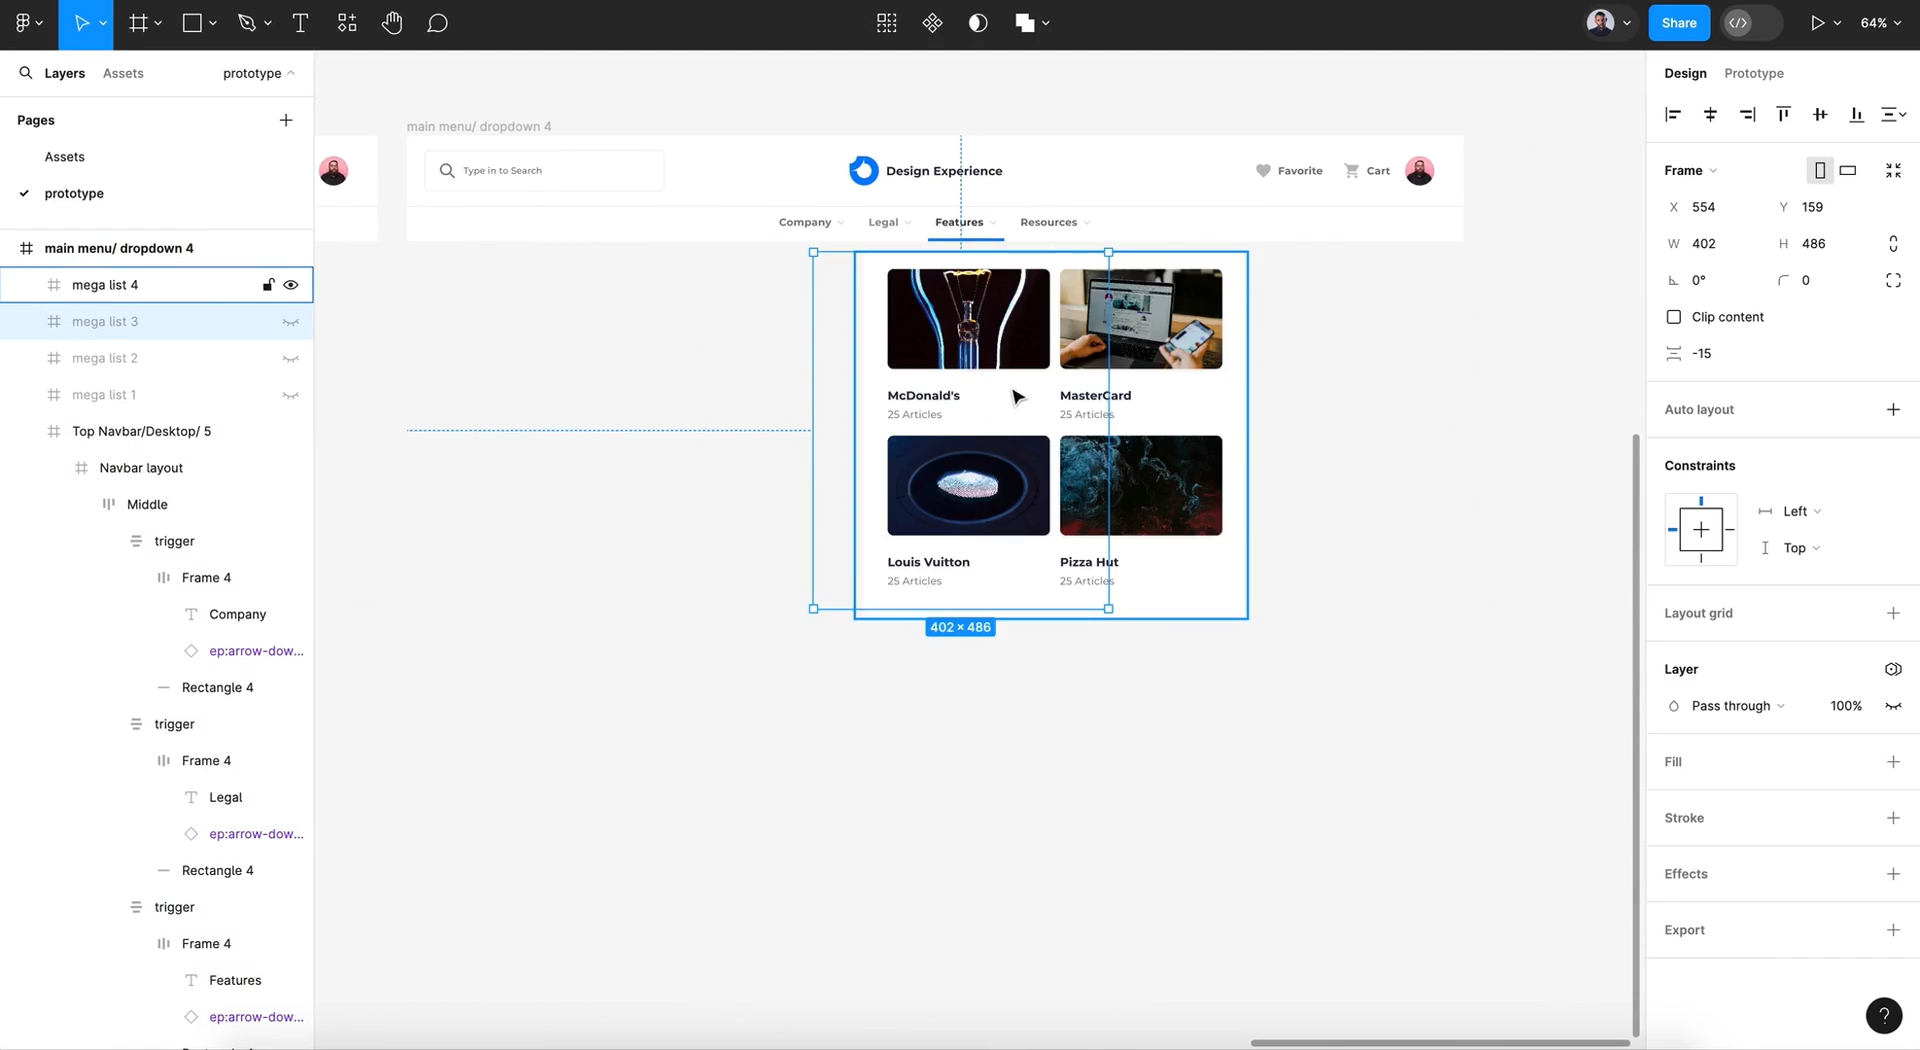 Share
64%
Layers
Assets
prototype
Pages
Assets
prototype
main menu/ dropdown 4
mega list 4
mega list 3
mega list 2
mega list 1
Top Navbar/Desktop/ 5
Navbar layout
Middle
trigger
Frame 4
Company
ep:arrow-dow...
Rectangle 4
trigger
Frame 4
Legal
ep:arrow-dow...
Rectangle 4
trigger
Frame 4
Features
ep:arrow-dow...
main menu/ dropdown 4
Type in to Search
Design Experience
Favorite
Cart
Company
Legal
Features
Resources
McDonald's
25 Articles
MasterCard
25 Articles
Louis Vuitton
25 Articles
Pizza Hut
25 Articles
402 × 486
Design
Prototype
Frame
X 554
Y 159
W 402
H 486
0°
0
Clip content
-15
Auto layout
Constraints
Left
Top
Layout grid
Layer
Pass through
100%
Fill
Stroke
Effects
Export
?